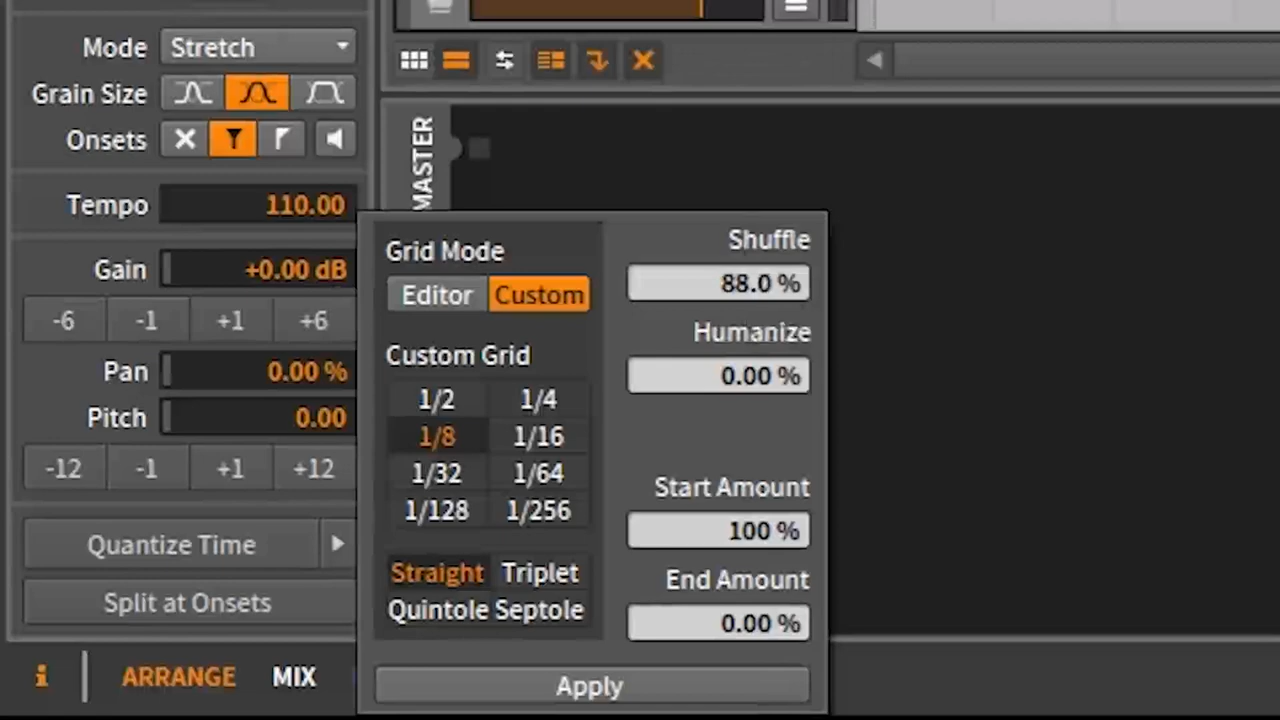 Mode Stretch
Grain Size
Onsets
Tempo 110.00
Gain +0.00 dB
-6 -1 +1 +6
Pan 0.00 %
Pitch 0.00
-12 -1 +1 +12
Quantize Time
Split at Onsets
i ARRANGE MIX
MASTER
Grid Mode
Editor Custom
Custom Grid
1/2 1/4
1/8 1/16
1/32 1/64
1/128 1/256
Straight Triplet
Quintole Septole
Shuffle
88.0 %
Humanize
0.00 %
Start Amount
100 %
End Amount
0.00 %
Apply